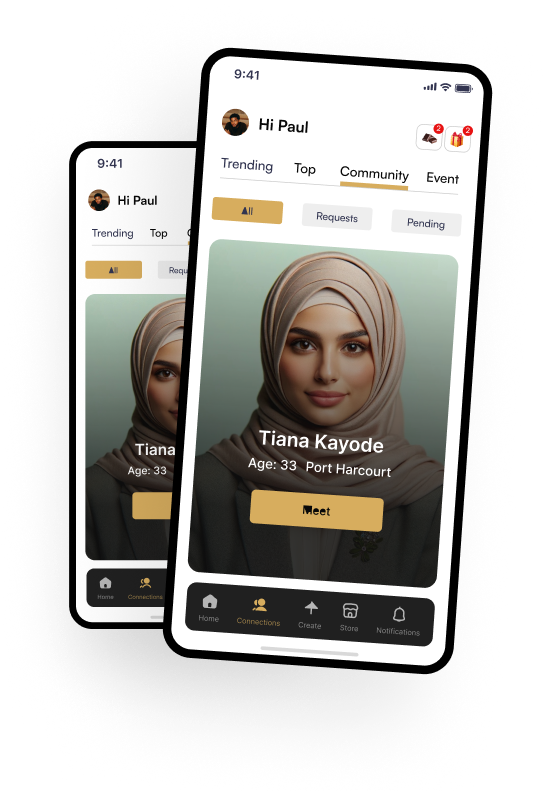 9:41
Hi Paul
2
2
Trending Top Community Event
All Requests Pending
Tiana Kayode
Age: 33 Port Harcourt
Meet
Home Connections Create Store Notifications
9:41
Hi Paul
Trending Top
All Requ
Tiana
Age: 33
Home Connections